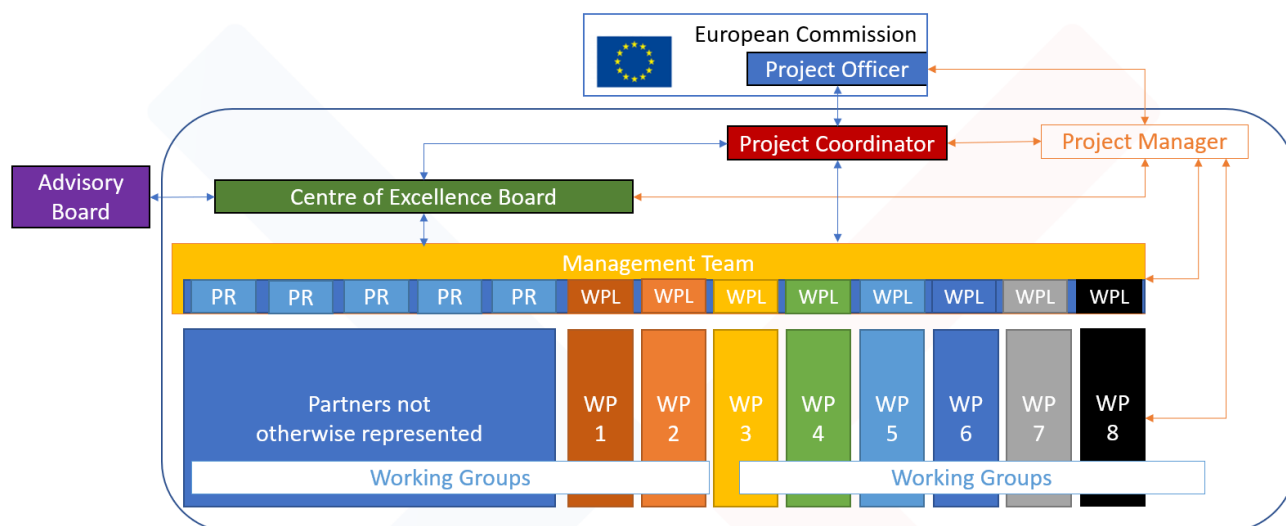 European Commission
Project Officer
Project Coordinator
Project Manager
Advisory
Board
Centre of Excellence Board
Management Team
PR PR PR PR PR WPL WPL WPL WPL WPL WPL WPL WPL
Partners not
otherwise represented
WP
1
WP
2
WP
3
WP
4
WP
5
WP
6
WP
7
WP
8
Working Groups
Working Groups